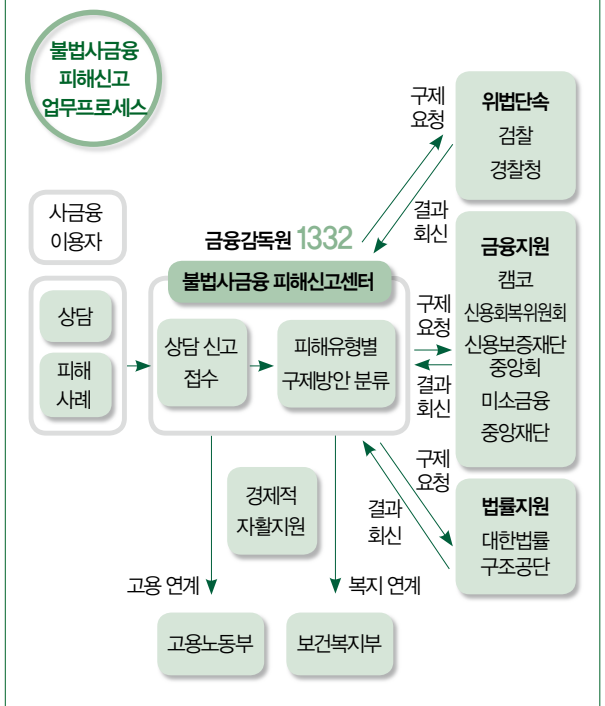 불법사금융
피해신고
업무프로세스
사금융
이용자
상담
피해
사례
금융감독원 1332
불법사금융 피해신고센터
상담 신고
접수
피해유형별
구제방안 분류
구제
요청
결과
회신
위법단속
검찰
경찰청
구제
요청
결과
회신
금융지원
캠코
신용회복위원회
신용보증재단
중앙회
미소금융
중앙재단
구제
요청
결과
회신
법률지원
대한법률
구조공단
경제적
자활지원
고용 연계
복지 연계
고용노동부
보건복지부